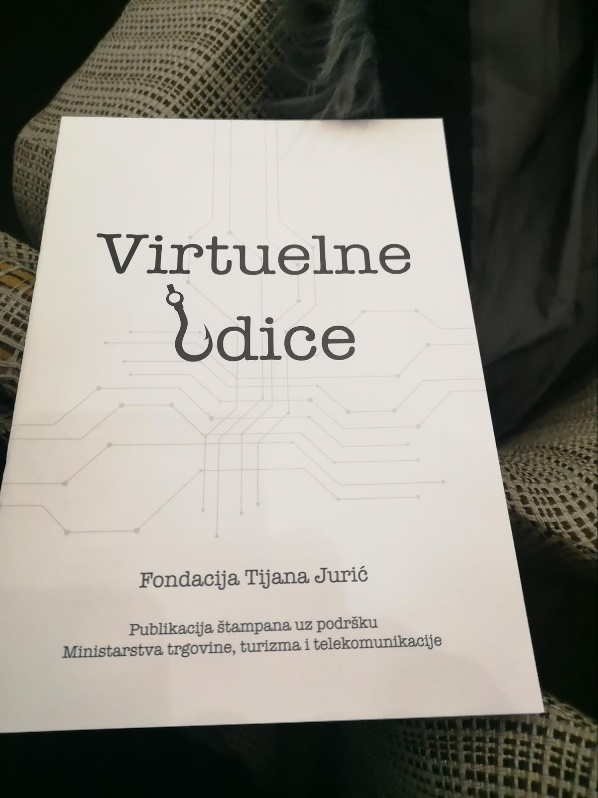 Virtuelne
udice
Fondacija Tijana Jurić
Publikacija štampana uz podršku
Ministarstva trgovine, turizma i telekomunikacije